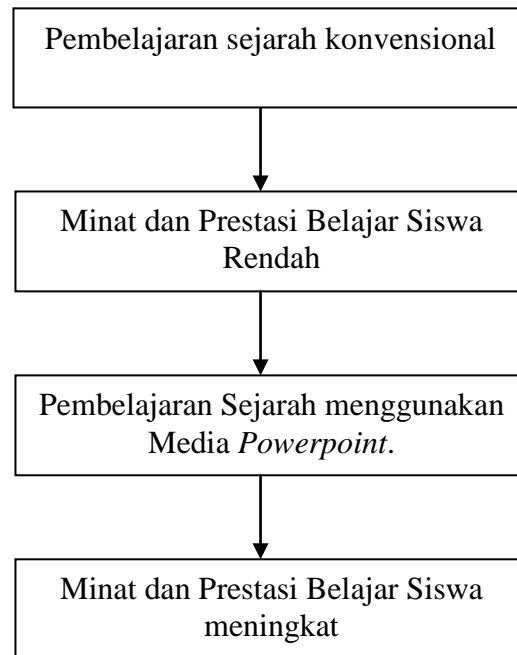 Pembelajaran sejarah konvensional
Minat dan Prestasi Belajar Siswa
Rendah
Pembelajaran Sejarah menggunakan
Media Powerpoint.
Minat dan Prestasi Belajar Siswa
meningkat